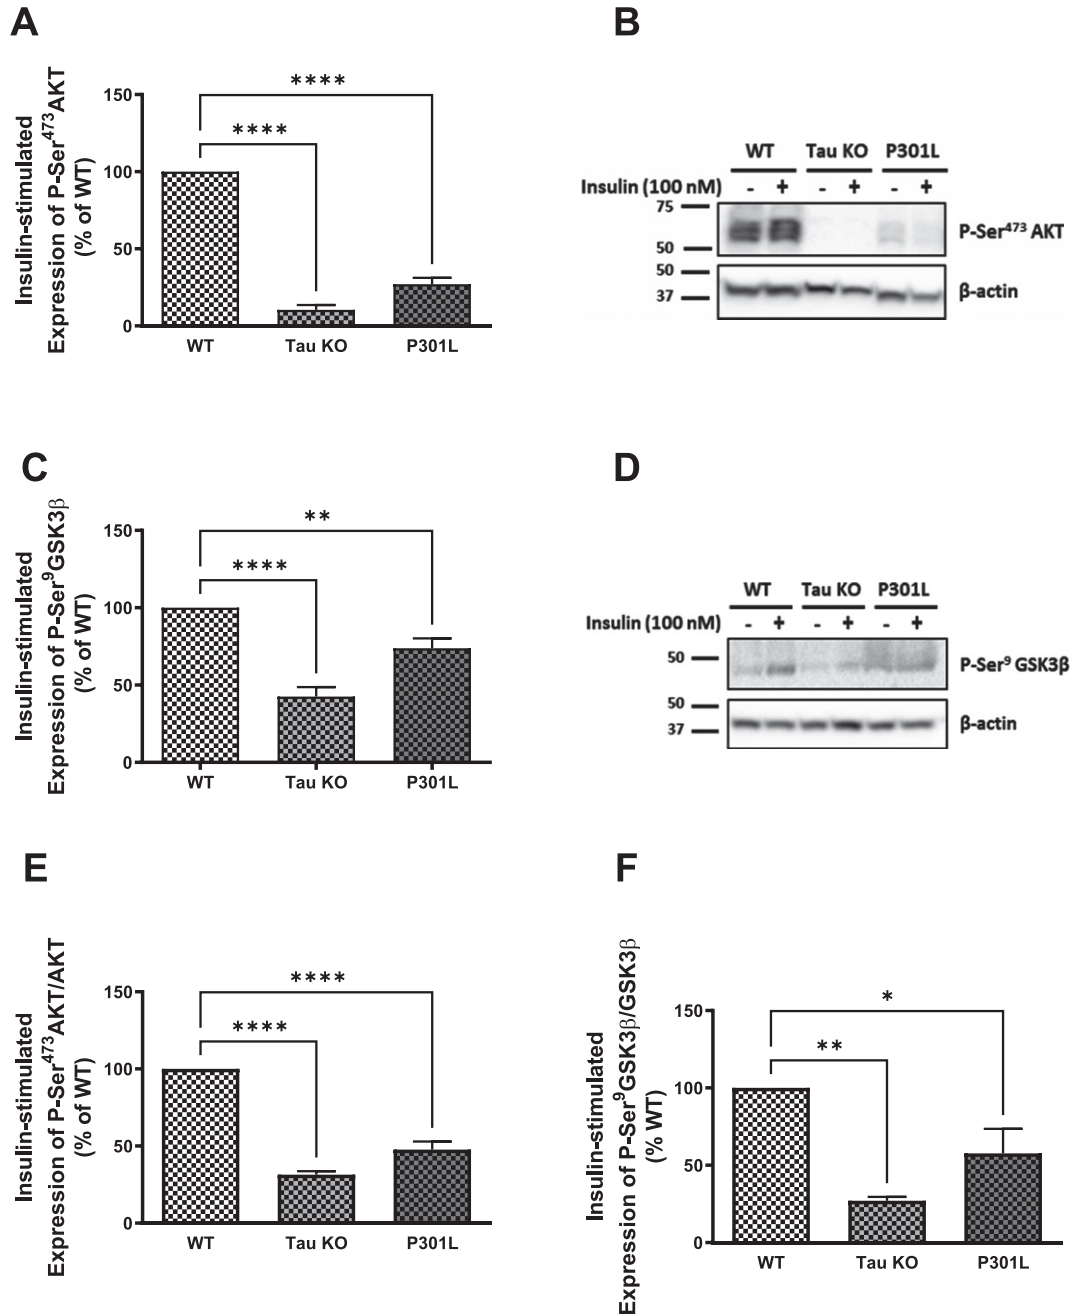 A
Insulin-stimulated
Expression of P-Ser473AKT
(% of WT)
150
100
50
0
****
****
WT
Tau KO
P301L
B
WT Tau KO P301L
Insulin (100 nM) - + - + - +
75
50
P-Ser473 AKT
50
37
β-actin
C
Insulin-stimulated
Expression of P-Ser9GSK3β
(% of WT)
150
100
50
0
**
****
WT
Tau KO
P301L
D
WT Tau KO P301L
Insulin (100 nM) - + - + - +
50
P-Ser9 GSK3β
50
37
β-actin
E
Insulin-stimulated
Expression of P-Ser473AKT/AKT
(% of WT)
150
100
50
0
****
****
WT
Tau KO
P301L
F
Insulin-stimulated
Expression of P-Ser9GSK3β/GSK3β
(% WT)
150
100
50
0
*
**
WT
Tau KO
P301L